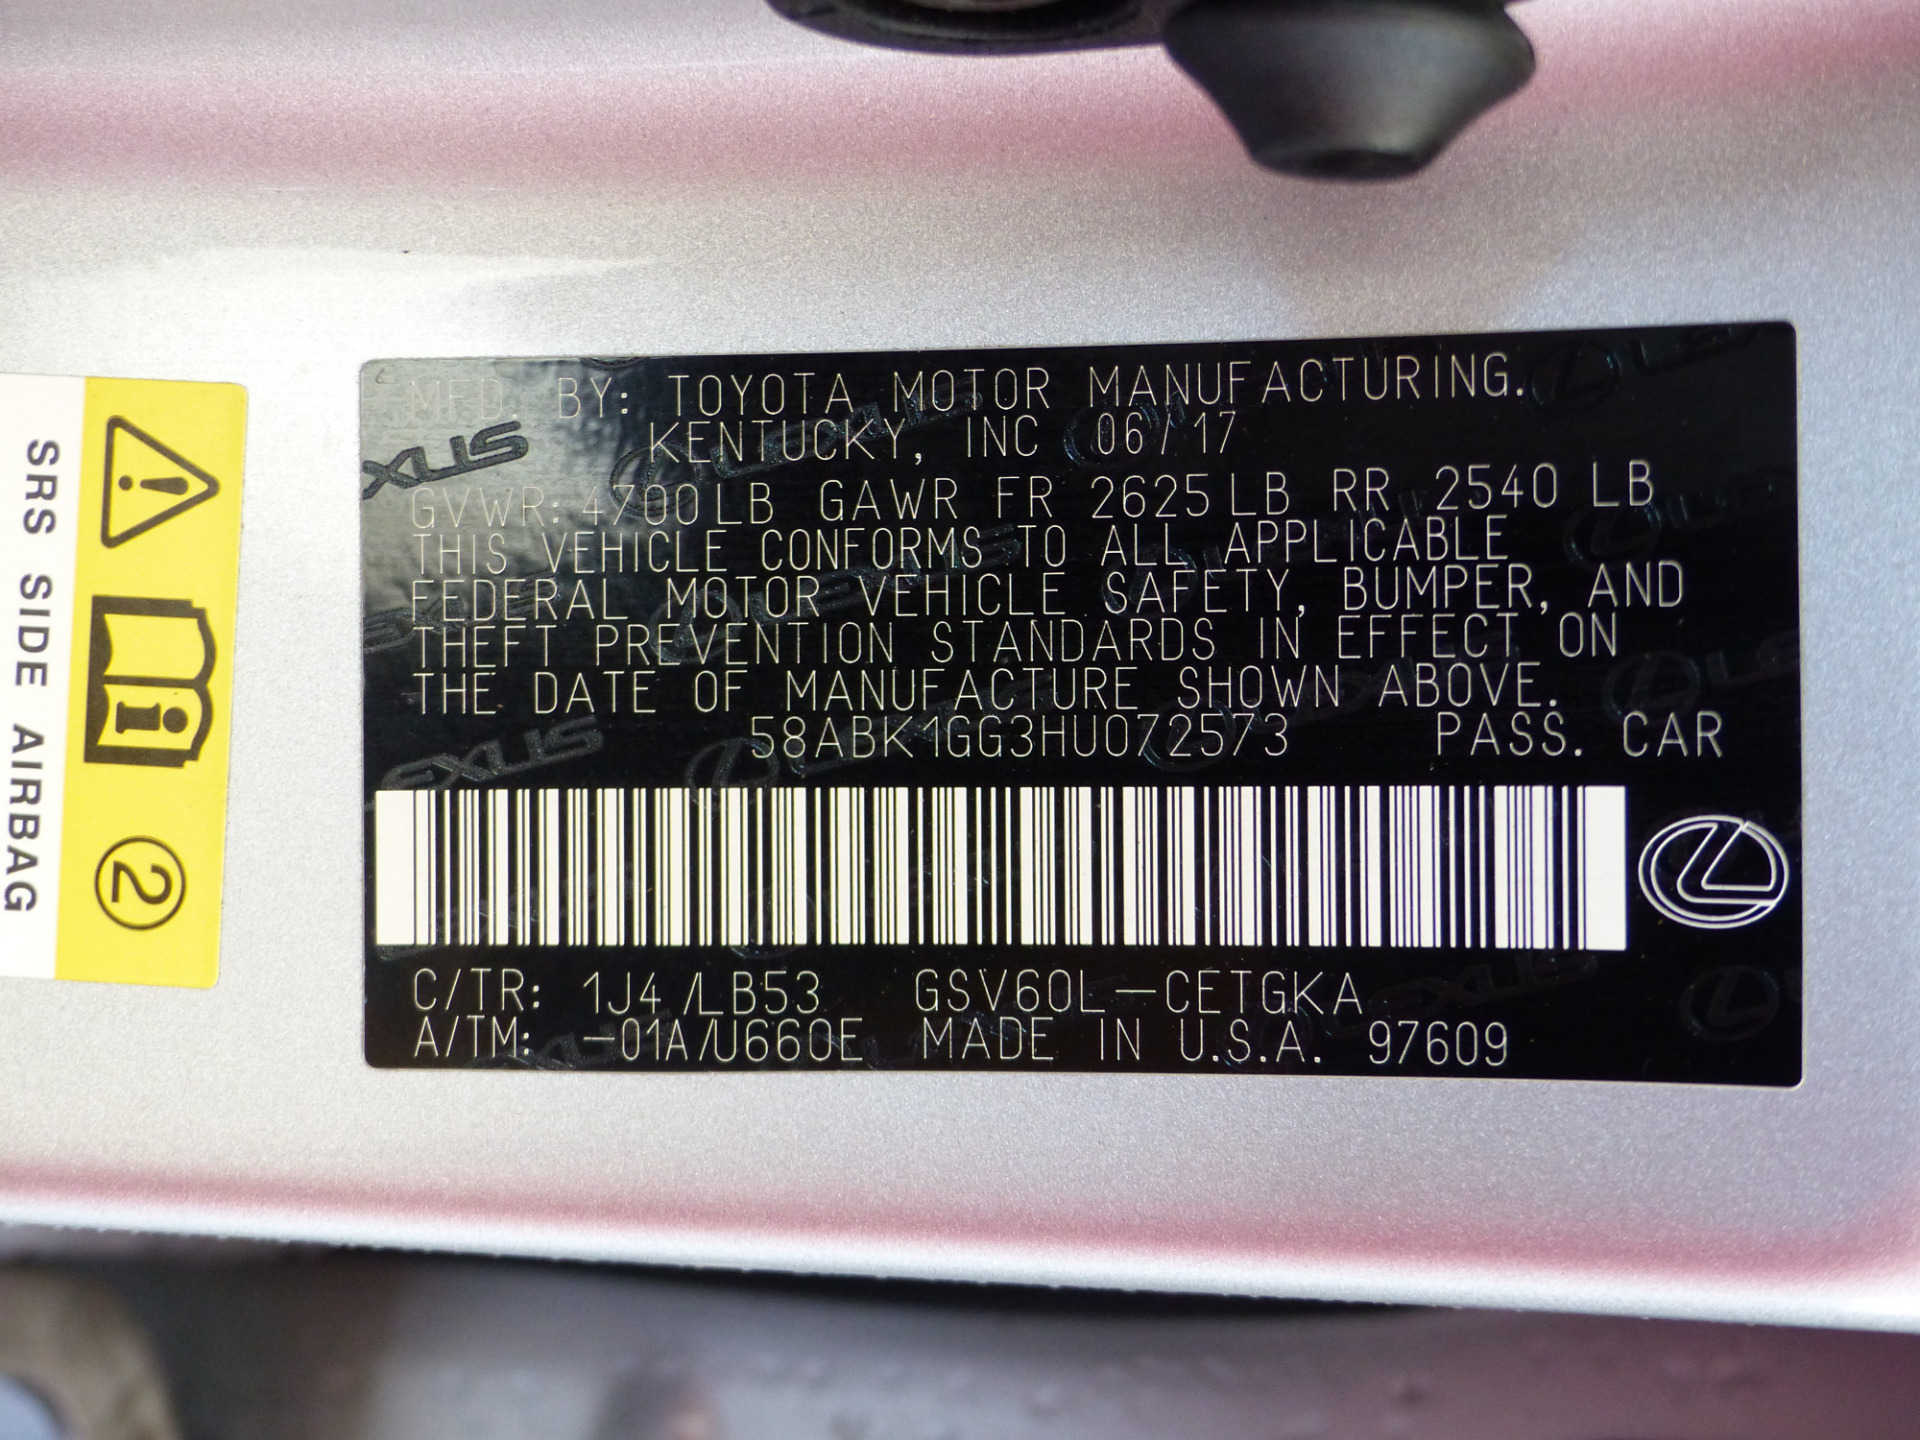 MFD. BY: TOYOTA MOTOR MANUFACTURING.
KENTUCKY, INC 06/17
GVWR: 4700LB GAWR FR 2625LB RR 2540 LB
THIS VEHICLE CONFORMS TO ALL APPLICABLE
FEDERAL MOTOR VEHICLE SAFETY, BUMPER, AND
THEFT PREVENTION STANDARDS IN EFFECT ON
THE DATE OF MANUFACTURE SHOWN ABOVE.
58ABK1GG3HU072573 PASS. CAR
C/TR: 1J4/LB53 GSV60L-CETGKA
A/TM: -01A/U660E MADE IN U.S.A. 97609
SRS SIDE AIRBAG
2